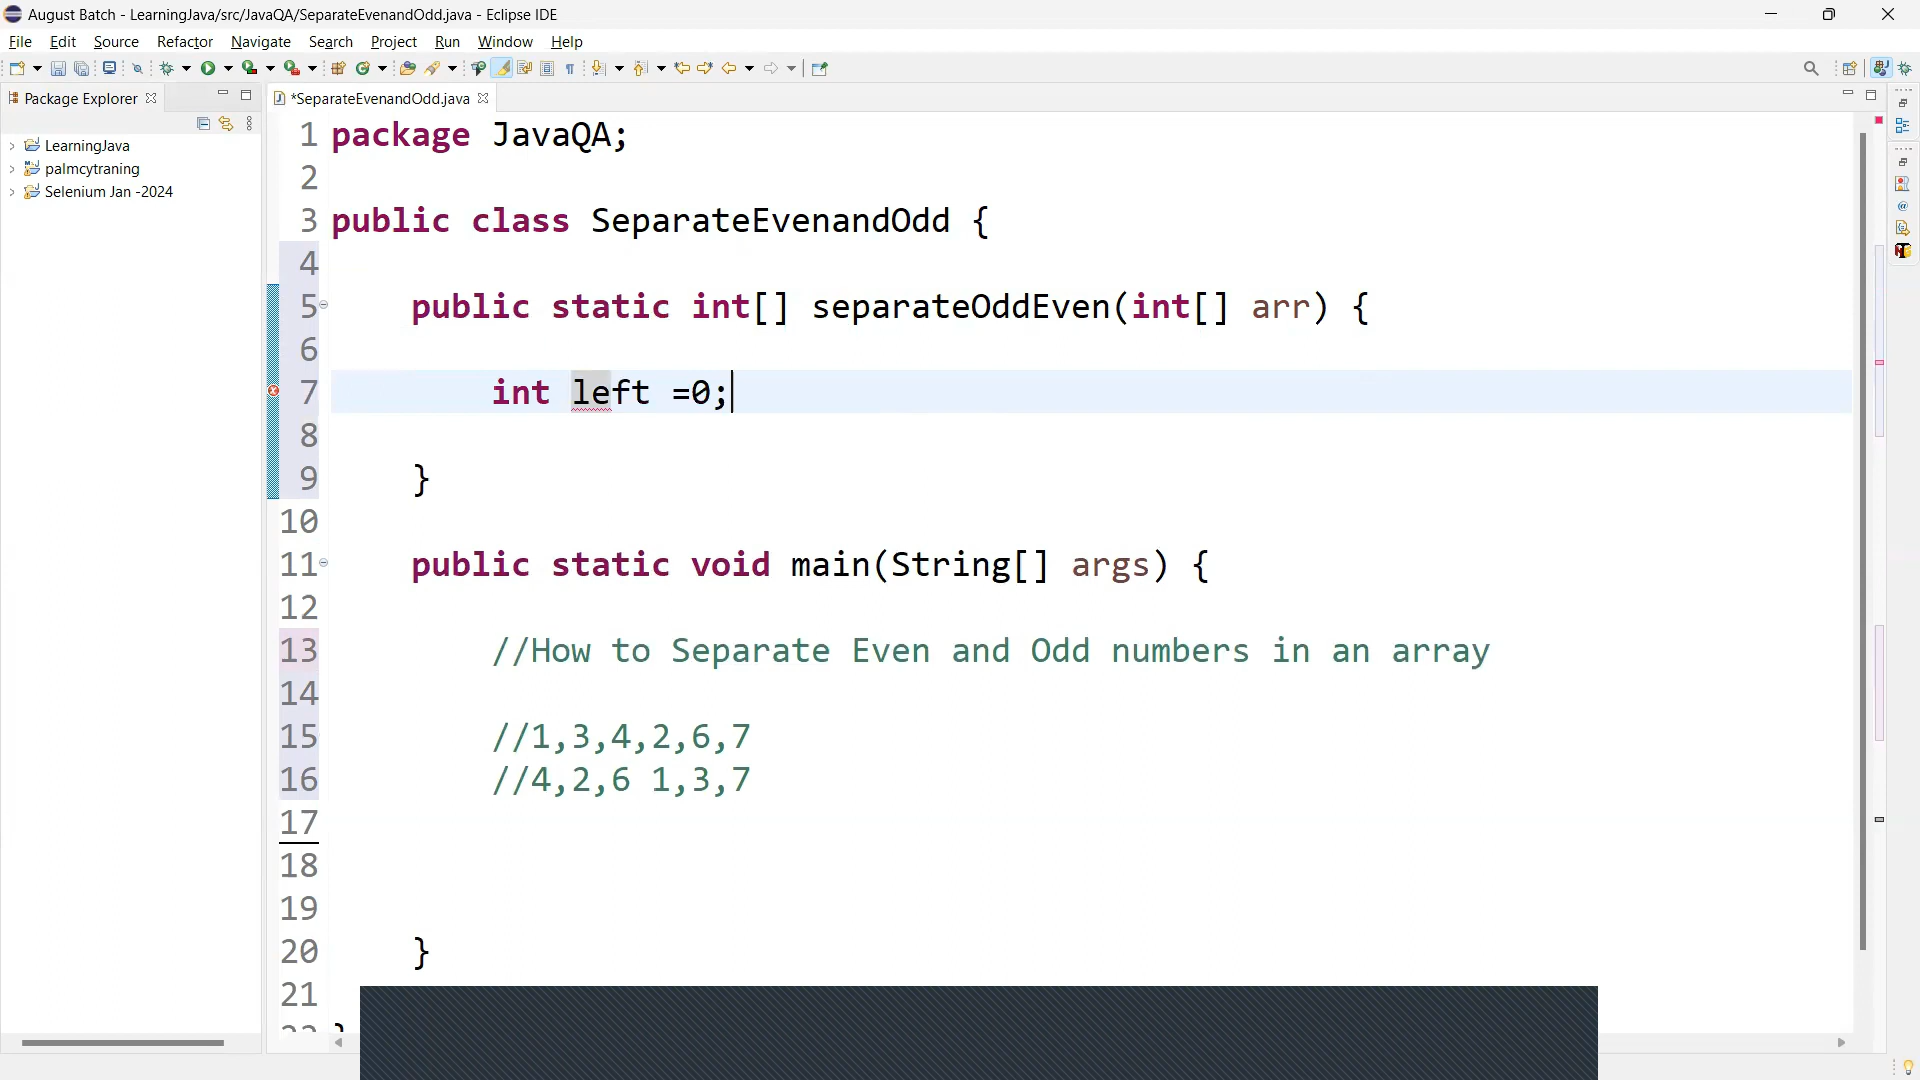 August Batch - LearningJava/src/JavaQA/SeparateEvenandOdd.java - Eclipse IDE
File Edit Source Refactor Navigate Search Project Run Window Help
Package Explorer
*SeparateEvenandOdd.java
LearningJava
palmcytraning
Selenium Jan -2024
1 package JavaQA;
2
3 public class SeparateEvenandOdd {
4
5 public static int[] separateOddEven(int[] arr) {
6
7 int left =0;
8
9 }
10
11 public static void main(String[] args) {
12
13 //How to Separate Even and Odd numbers in an array
14
15 //1,3,4,2,6,7
16 //4,2,6 1,3,7
17
18
19
20 }
21